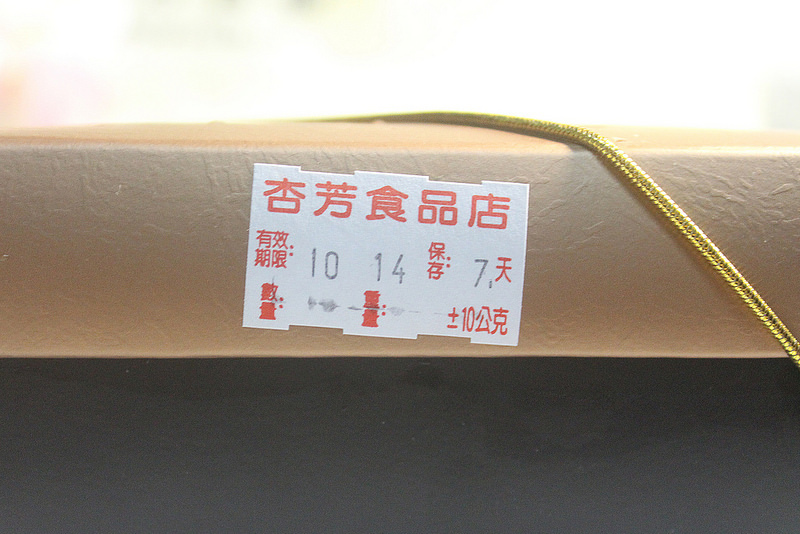 杏芳食品店
有效期限: 10 14 保存: 7天
數量: 重量: ±10公克